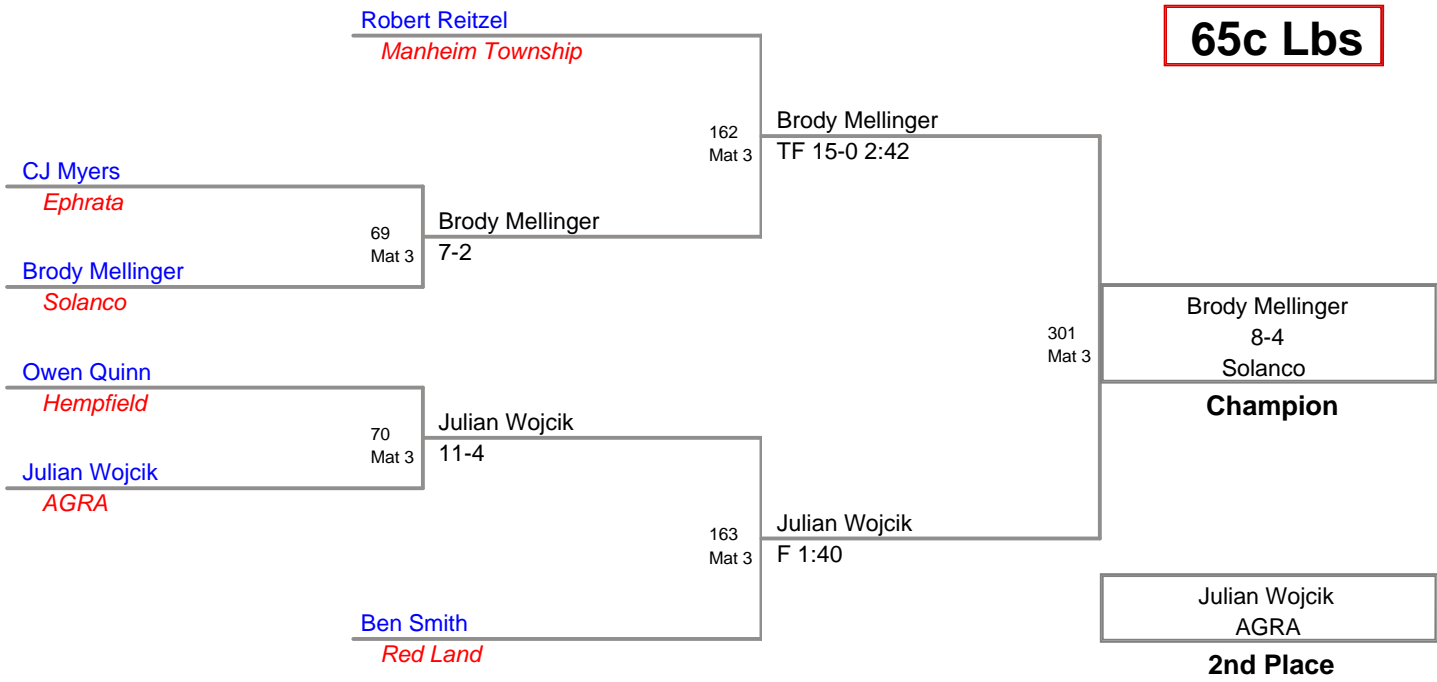 Robert Reitzel
Manheim Township
65c Lbs
162
Mat 3
Brody Mellinger
TF 15-0 2:42
CJ Myers
Ephrata
69
Mat 3
Brody Mellinger
7-2
Brody Mellinger
Solanco
301
Mat 3
Brody Mellinger
8-4
Solanco
Champion
Owen Quinn
Hempfield
70
Mat 3
Julian Wojcik
11-4
Julian Wojcik
AGRA
163
Mat 3
Julian Wojcik
F 1:40
Ben Smith
Red Land
Julian Wojcik
AGRA
2nd Place